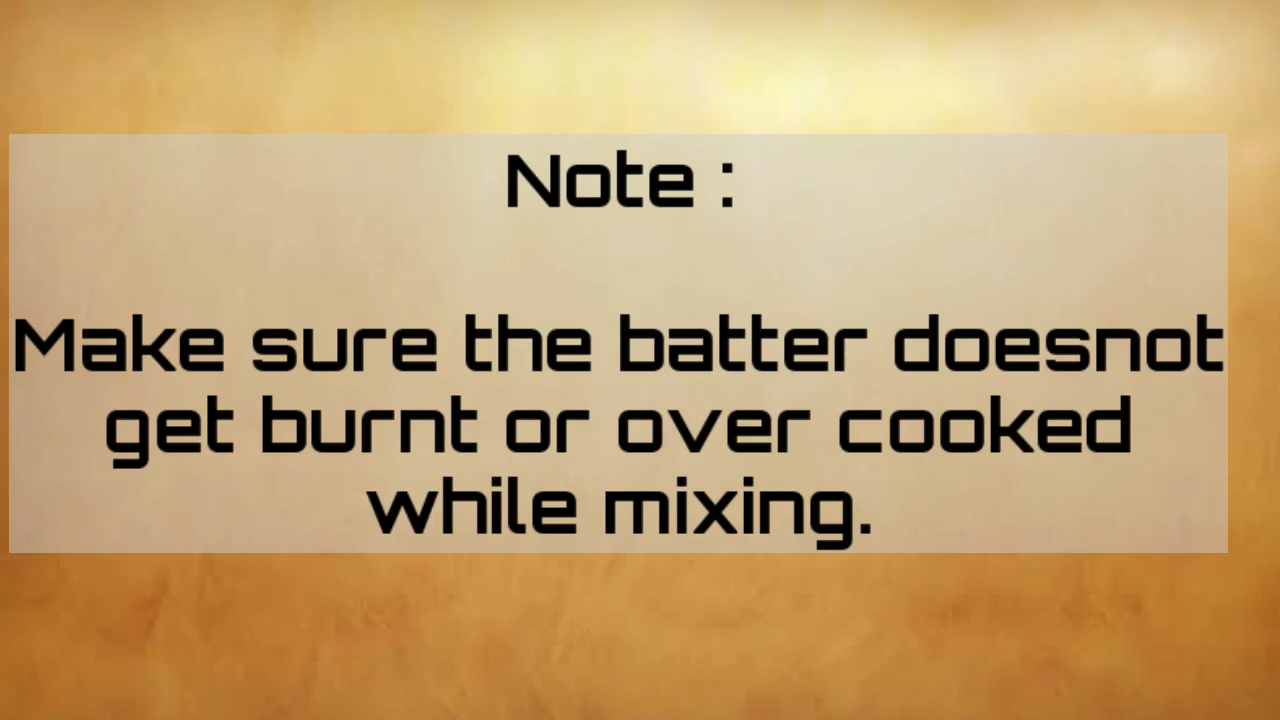 Note :
Make sure the batter doesnot
get burnt or over cooked
while mixing.